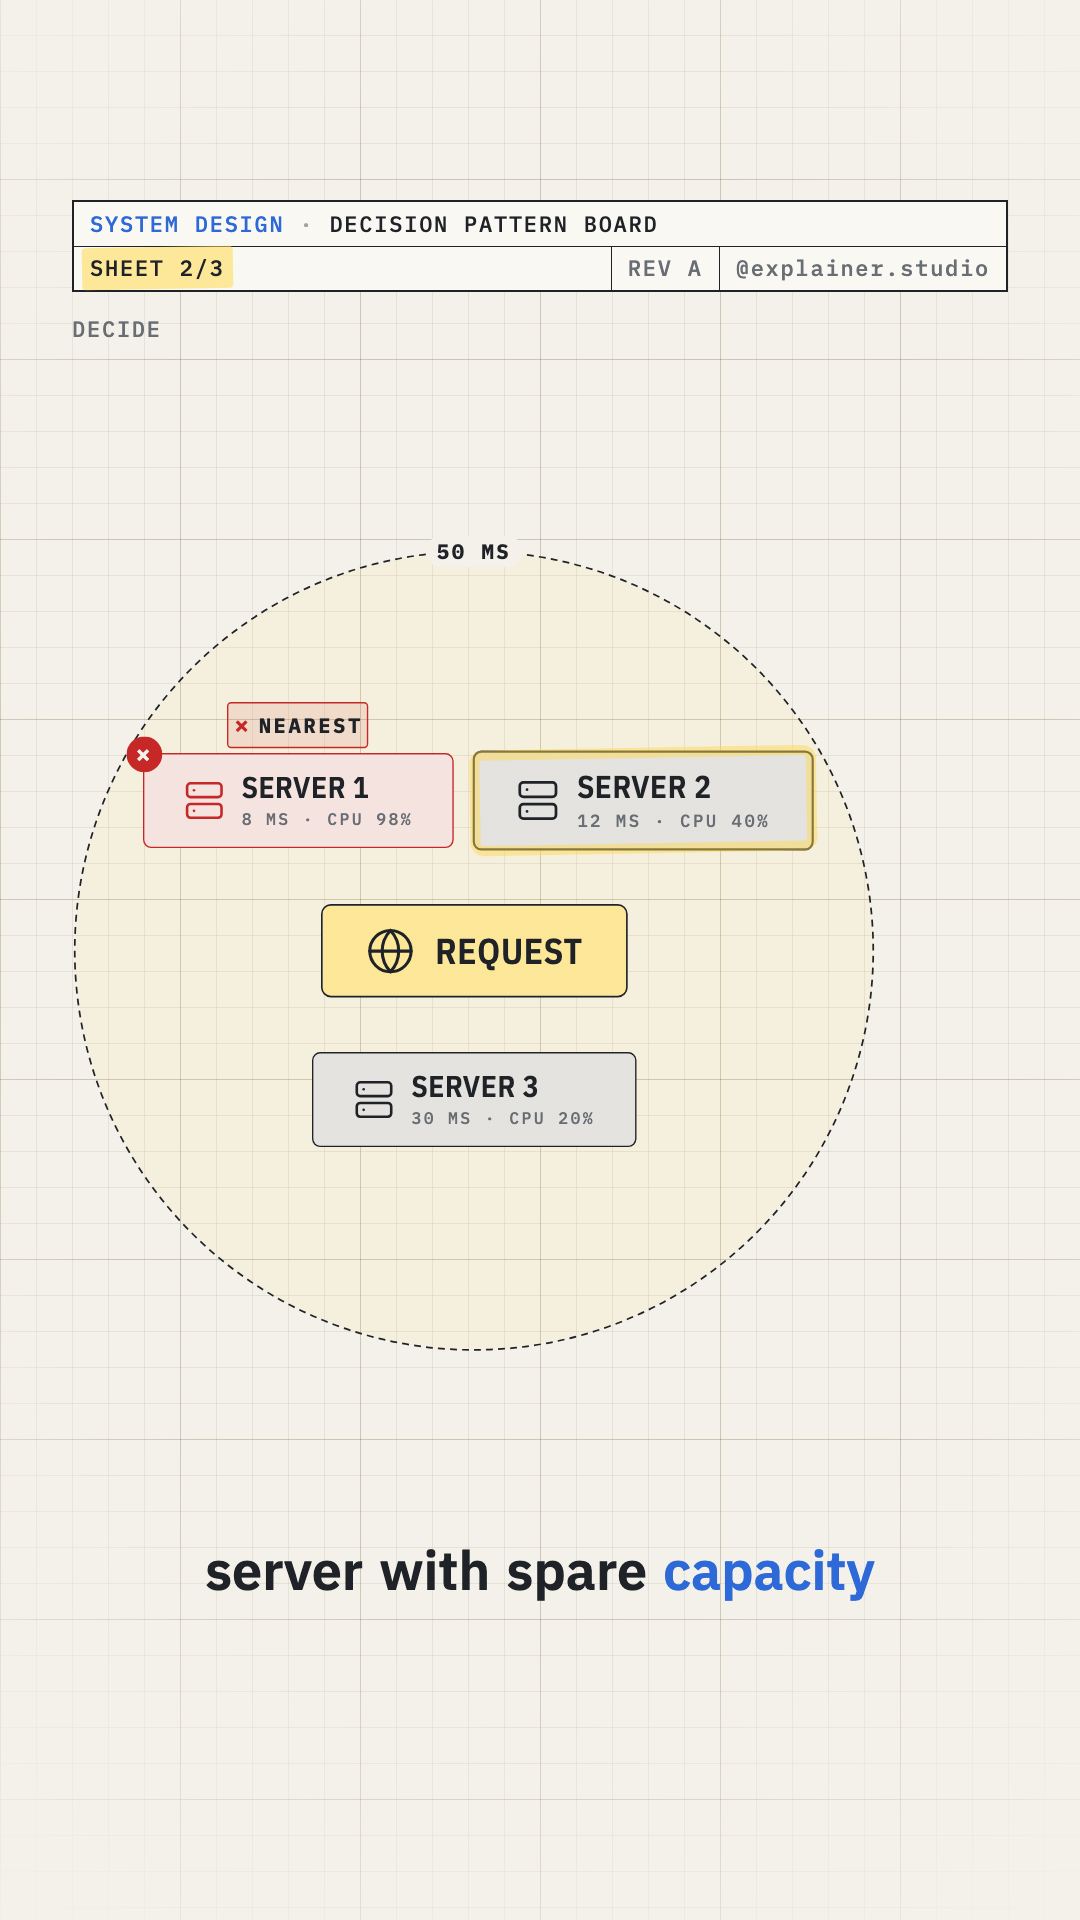 SYSTEM DESIGN · DECISION PATTERN BOARD
SHEET 2/3
REV A
@explainer.studio
DECIDE
50 MS
× NEAREST
SERVER 1
8 MS · CPU 98%
SERVER 2
12 MS · CPU 40%
REQUEST
SERVER 3
30 MS · CPU 20%
server with spare capacity